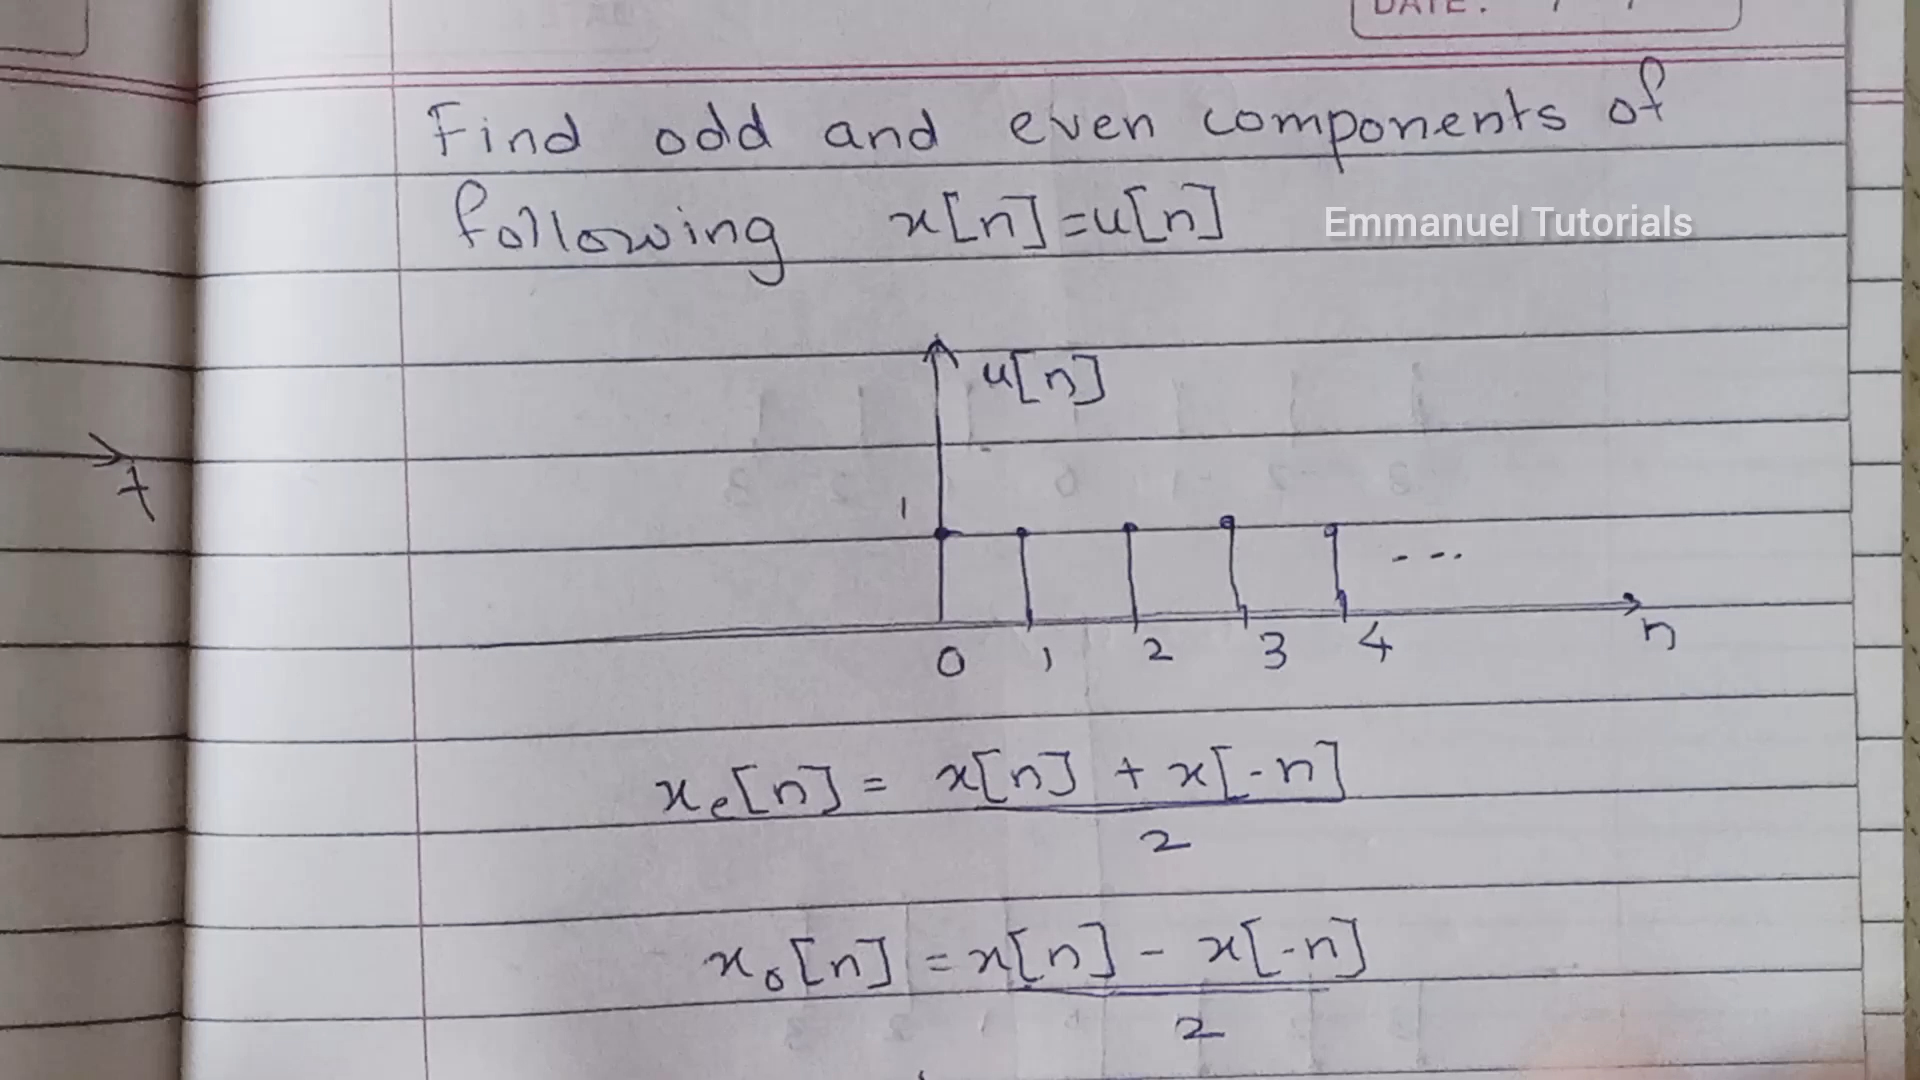 DATE: / /
Find odd and even components of
following x[n]=u[n]
Emmanuel Tutorials
u[n]
t
1
...
0 1 2 3 4 n
xe[n] = x[n] + x[-n]
2
xo[n] = x[n] - x[-n]
2